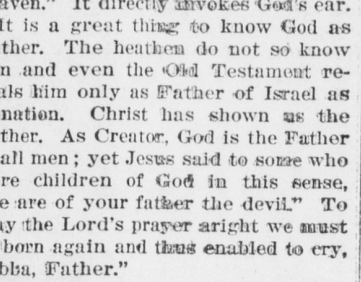 aven." It directly invokes God's ear.
It is a great thing to know God as
ther. The heathen do not so know
n and even the Old Testament re-
als him only as Father of Israel as
nation. Christ has shown us the
ther. As Creator, God is the Father
all men; yet Jesus said to some who
re children of God in this sense,
e are of your father the devil." To
ay the Lord's prayer aright we must
born again and thus enabled to cry,
bba, Father."